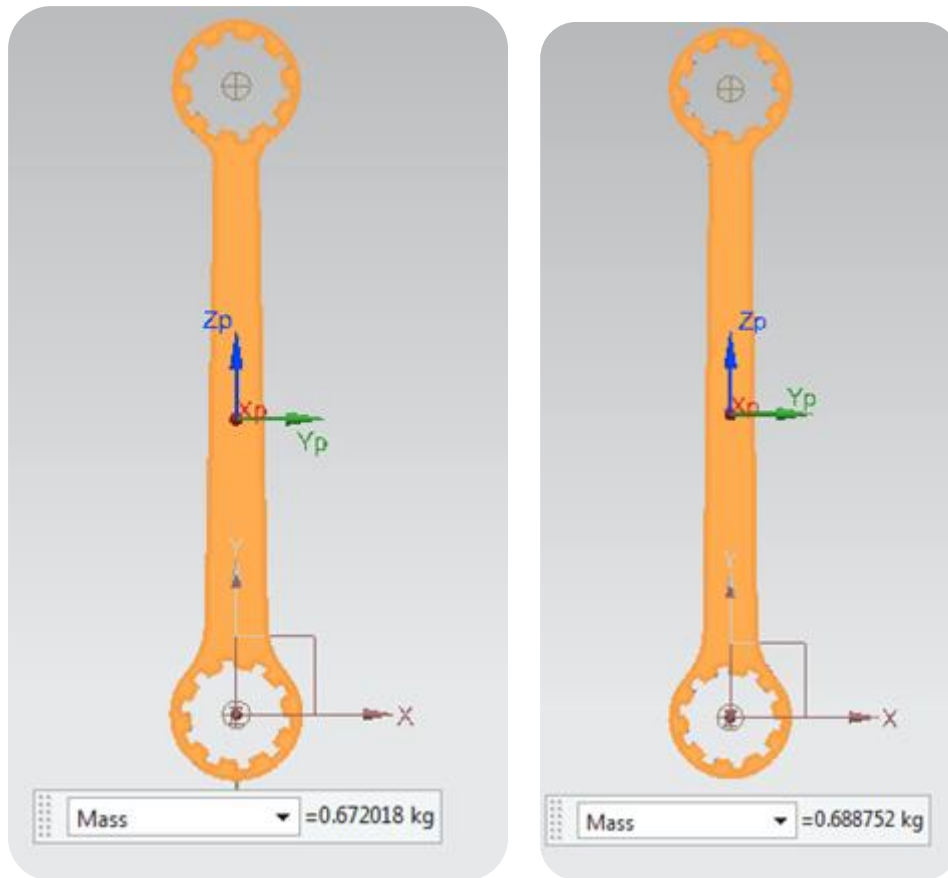 Zp
Xp
Yp
Y
X
Mass =0.672018 kg
Zp
Xp
Yp
Y
X
Mass =0.688752 kg